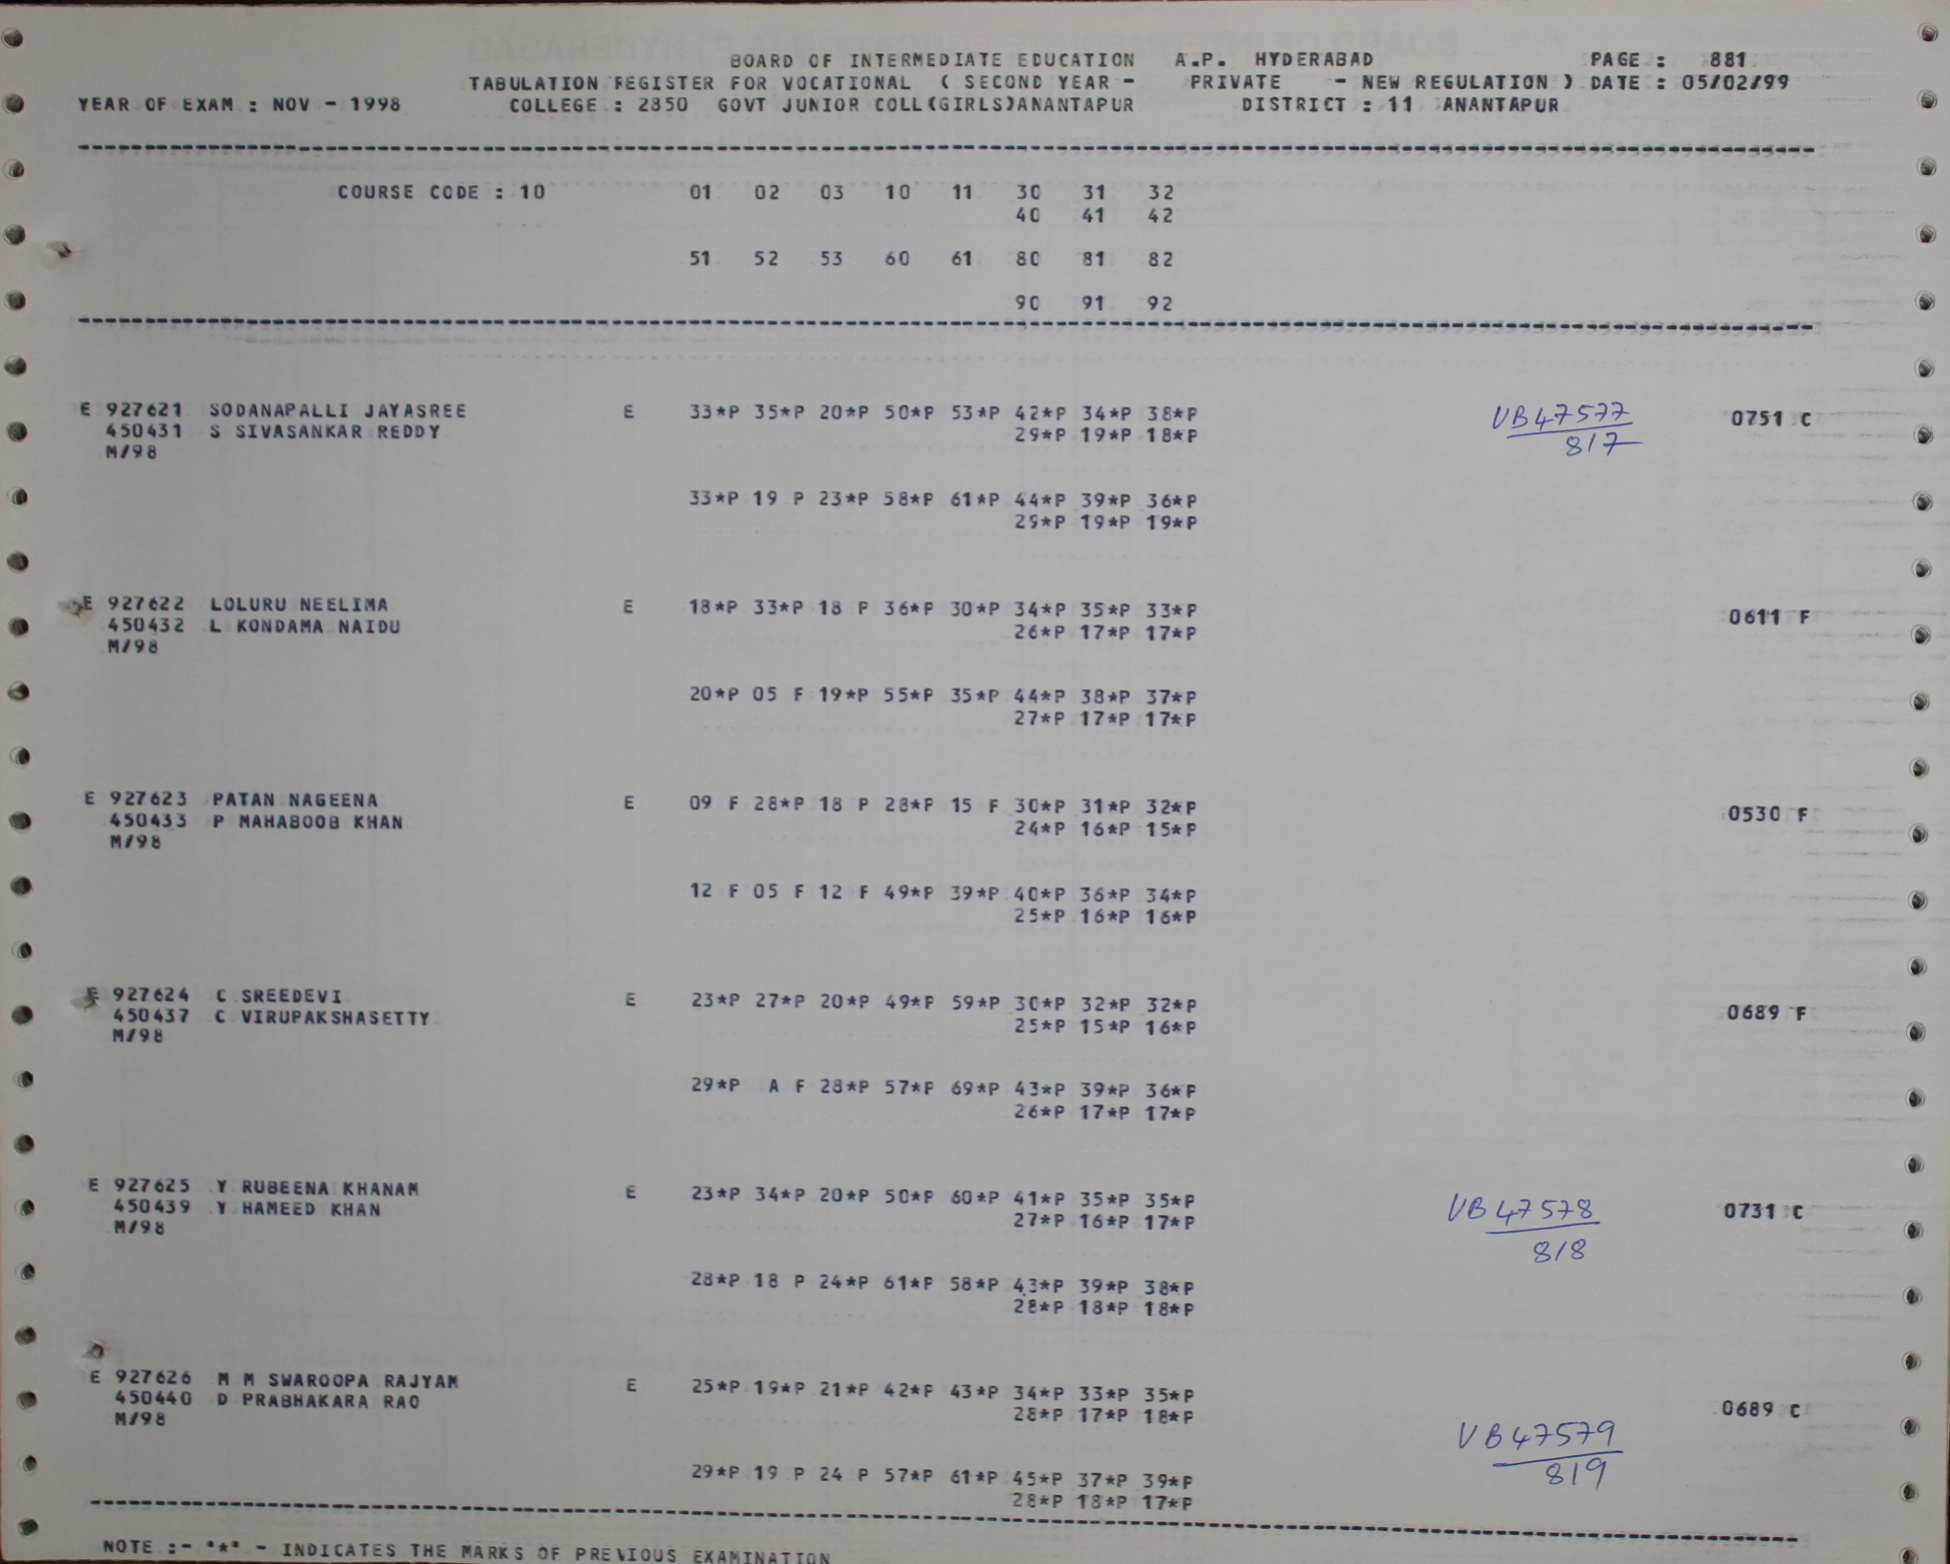 BOARD OF INTERMEDIATE EDUCATION A.P. HYDERABAD PAGE : 881
TABULATION REGISTER FOR VOCATIONAL ( SECOND YEAR - PRIVATE - NEW REGULATION ) DATE : 05/02/99
YEAR OF EXAM : NOV - 1998 COLLEGE : 2850 GOVT JUNIOR COLL(GIRLS)ANANTAPUR DISTRICT : 11 ANANTAPUR
COURSE CODE : 10 01 02 03 10 11 30 31 32
40 41 42
51 52 53 60 61 80 81 82
90 91 92
E 927621 SODANAPALLI JAYASREE E 33*P 35*P 20*P 50*P 53*P 42*P 34*P 38*P VB47577 0751 C
450431 S SIVASANKAR REDDY 29*P 19*P 18*P 817
M/98
33*P 19 P 23*P 58*P 61*P 44*P 39*P 36*P
29*P 19*P 19*P
E 927622 LOLURU NEELIMA E 18*P 33*P 18 P 36*P 30*P 34*P 35*P 33*P 0611 F
450432 L KONDAMA NAIDU 26*P 17*P 17*P
M/98
20*P 05 F 19*P 55*P 35*P 44*P 38*P 37*P
27*P 17*P 17*P
E 927623 PATAN NAGEENA E 09 F 28*P 18 P 28*P 15 F 30*P 31*P 32*P 0530 F
450433 P MAHABOOB KHAN 24*P 16*P 15*P
M/98
12 F 05 F 12 F 49*P 39*P 40*P 36*P 34*P
25*P 16*P 16*P
E 927624 C SREEDEVI E 23*P 27*P 20*P 49*P 59*P 30*P 32*P 32*P 0689 F
450437 C VIRUPAKSHASETTY 25*P 15*P 16*P
M/98
29*P A F 28*P 57*P 69*P 43*P 39*P 36*P
26*P 17*P 17*P
E 927625 Y RUBEENA KHANAM E 23*P 34*P 20*P 50*P 60*P 41*P 35*P 35*P VB47578 0731 C
450439 Y HAMEED KHAN 27*P 16*P 17*P 818
M/98
28*P 18 P 24*P 61*P 58*P 43*P 39*P 38*P
28*P 18*P 18*P
E 927626 M M SWAROOPA RAJYAM E 25*P 19*P 21*P 42*P 43*P 34*P 33*P 35*P 0689 C
450440 D PRABHAKARA RAO 28*P 17*P 18*P
M/98 VB47579
29*P 19 P 24 P 57*P 61*P 45*P 37*P 39*P 819
28*P 18*P 17*P
NOTE :- "*" - INDICATES THE MARKS OF PREVIOUS EXAMINATION